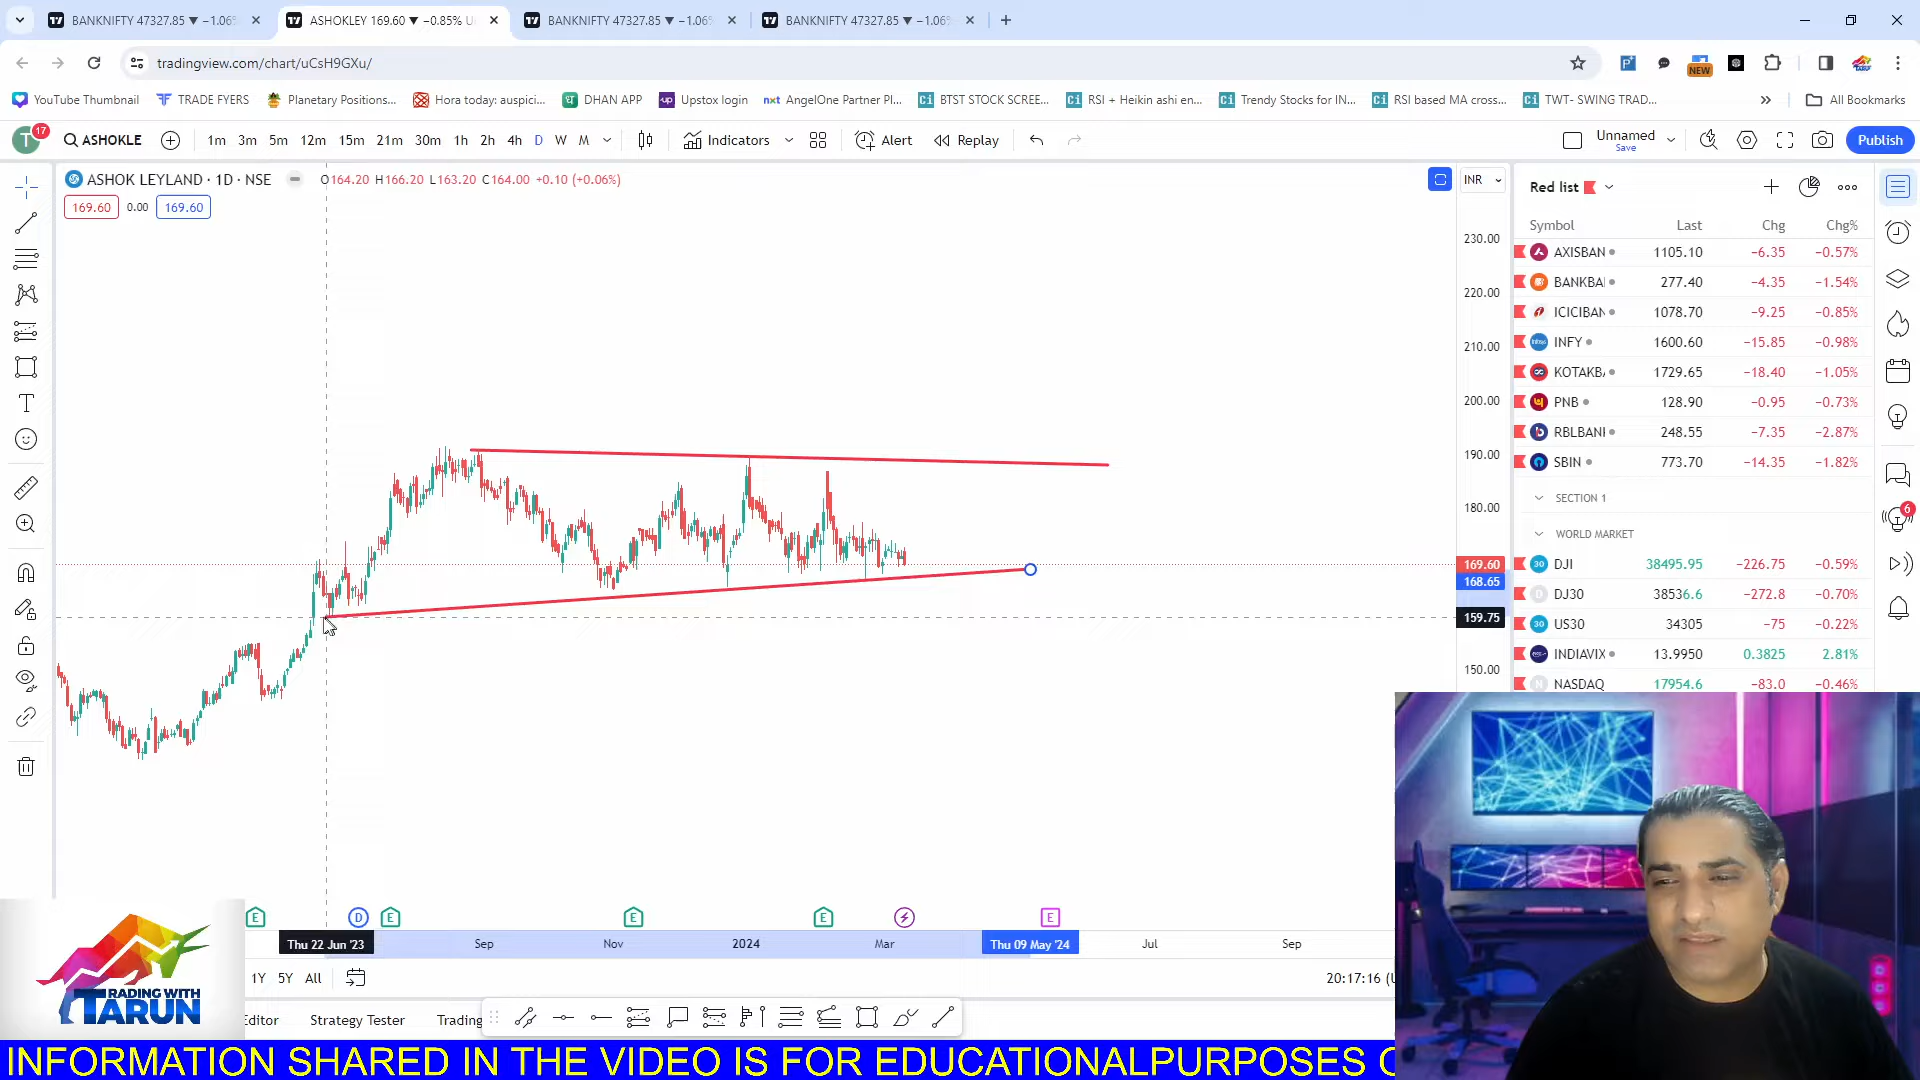 BANKNIFTY 47327.85 ▼ −1.06%
ASHOKLEY 169.60 ▼ −0.85%
BANKNIFTY 47327.85 ▼ −1.06%
BANKNIFTY 47327.85 ▼ −1.06%
tradingview.com/chart/uCsH9GXu/
NEW
YouTube Thumbnail TRADE FYERS Planetary Positions... Hora today: auspici... DHAN APP Upstox login AngelOne Partner Pl... BTST STOCK SCREE... RSI + Heikin ashi en... Trendy Stocks for IN... RSI based MA cross... TWT- SWING TRAD... All Bookmarks
T 17 ASHOKLE 1m 3m 5m 12m 15m 21m 30m 1h 2h 4h D W M Indicators Alert Replay Unnamed Save Publish
ASHOK LEYLAND · 1D · NSE O164.20 H166.20 L163.20 C164.00 +0.10 (+0.06%)
INR
169.60 0.00 169.60
230.00
220.00
210.00
200.00
190.00
180.00
169.60
168.65
159.75
150.00
Red list
Symbol Last Chg Chg%
AXISBAN 1105.10 −6.35 −0.57%
BANKBA 277.40 −4.35 −1.54%
ICICIBAN 1078.70 −9.25 −0.85%
INFY 1600.60 −15.85 −0.98%
KOTAKB 1729.65 −18.40 −1.05%
PNB 128.90 −0.95 −0.73%
RBLBANI 248.55 −7.35 −2.87%
SBIN 773.70 −14.35 −1.82%
SECTION 1
WORLD MARKET
DJI 38495.95 −226.75 −0.59%
DJ30 38536.6 −272.8 −0.70%
US30 34305 −75 −0.22%
INDIAVIX 13.9950 0.3825 2.81%
NASDAQ 17954.6 −83.0 −0.46%
6
E D E E E E
Thu 22 Jun '23 Sep Nov 2024 Mar Thu 09 May '24 Jul Sep
1Y 5Y All
20:17:16
TRADING WITH
TARUN
Editor Strategy Tester Trading
INFORMATION SHARED IN THE VIDEO IS FOR EDUCATIONALPURPOSES